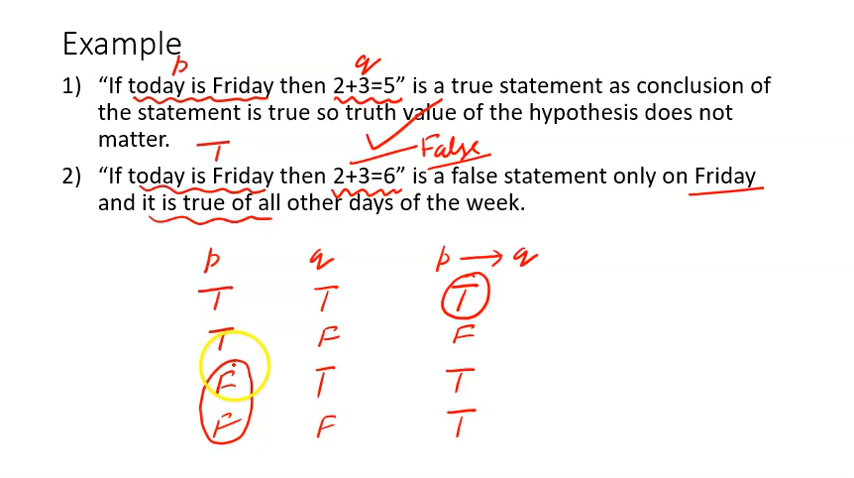 Example
p q
1) “If today is Friday then 2+3=5” is a true statement as conclusion of
the statement is true so truth value of the hypothesis does not
matter.
T False
2) “If today is Friday then 2+3=6” is a false statement only on Friday
and it is true of all other days of the week.
p q p → q
T T T
T F F
F T T
F F T